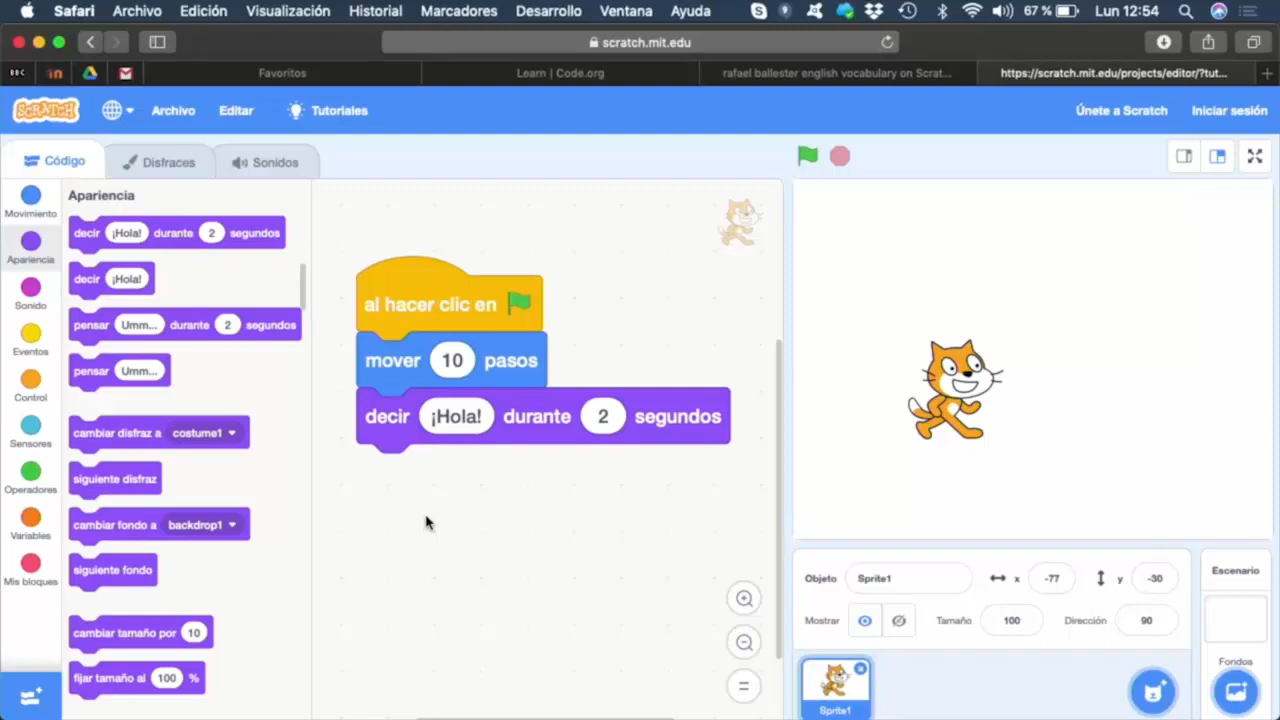 Safari Archivo Edición Visualización Historial Marcadores Desarrollo Ventana Ayuda 67 % Lun 12:54
scratch.mit.edu
BBC in Favoritos Learn | Code.org rafael ballester english vocabulary on Scrat... https://scratch.mit.edu/projects/editor/?tut...
SCRATCH Archivo Editar Tutoriales Únete a Scratch Iniciar sesión
Código Disfraces Sonidos
Movimiento
Apariencia
Sonido
Eventos
Control
Sensores
Operadores
Variables
Mis bloques
Apariencia
decir ¡Hola! durante 2 segundos
decir ¡Hola!
pensar Umm... durante 2 segundos
pensar Umm...
cambiar disfraz a costume1
siguiente disfraz
cambiar fondo a backdrop1
siguiente fondo
cambiar tamaño por 10
fijar tamaño al 100 %
al hacer clic en
mover 10 pasos
decir ¡Hola! durante 2 segundos
Objeto Sprite1 x -77 y -30
Mostrar Tamaño 100 Dirección 90
Sprite1
Escenario
Fondos